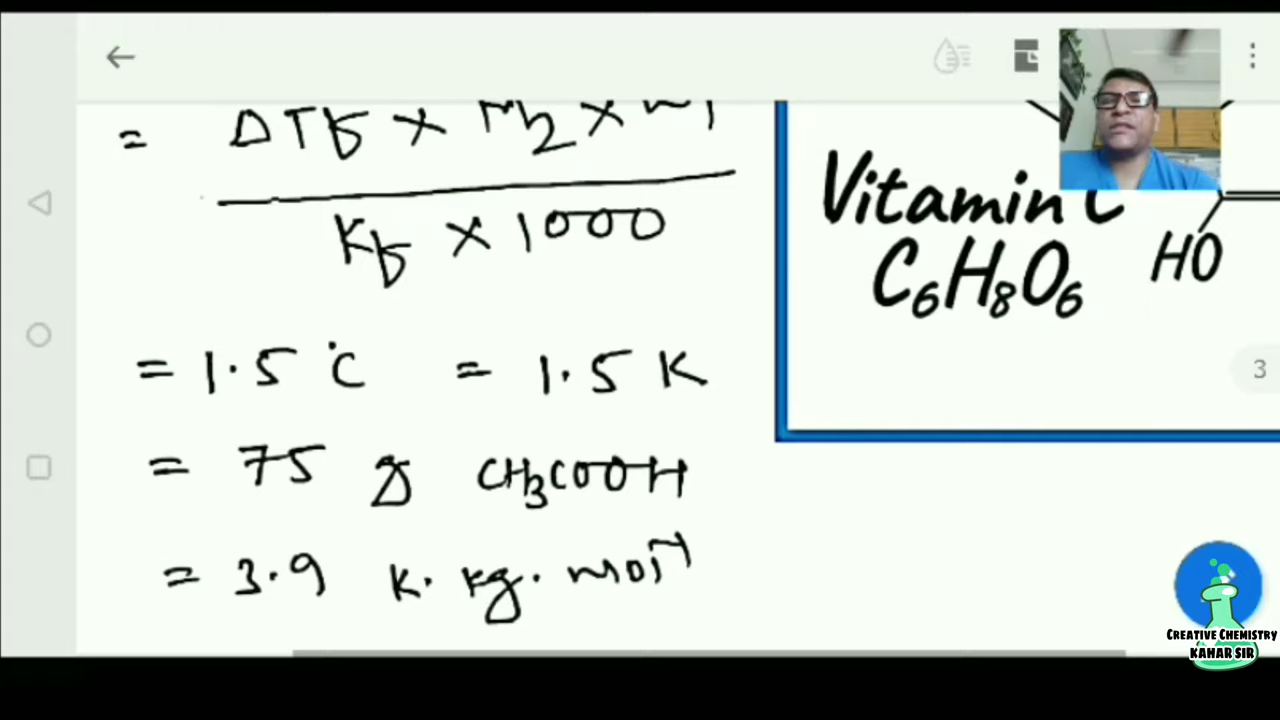 = ΔTf × M2 × w1
Kf × 1000
= 1.5 °C = 1.5 K
= 75 g CH3COOH
= 3.9 K. Kg. mol-1
Vitamin C
C6H8O6
HO
3
CREATIVE CHEMISTRY
KAHAR SIR